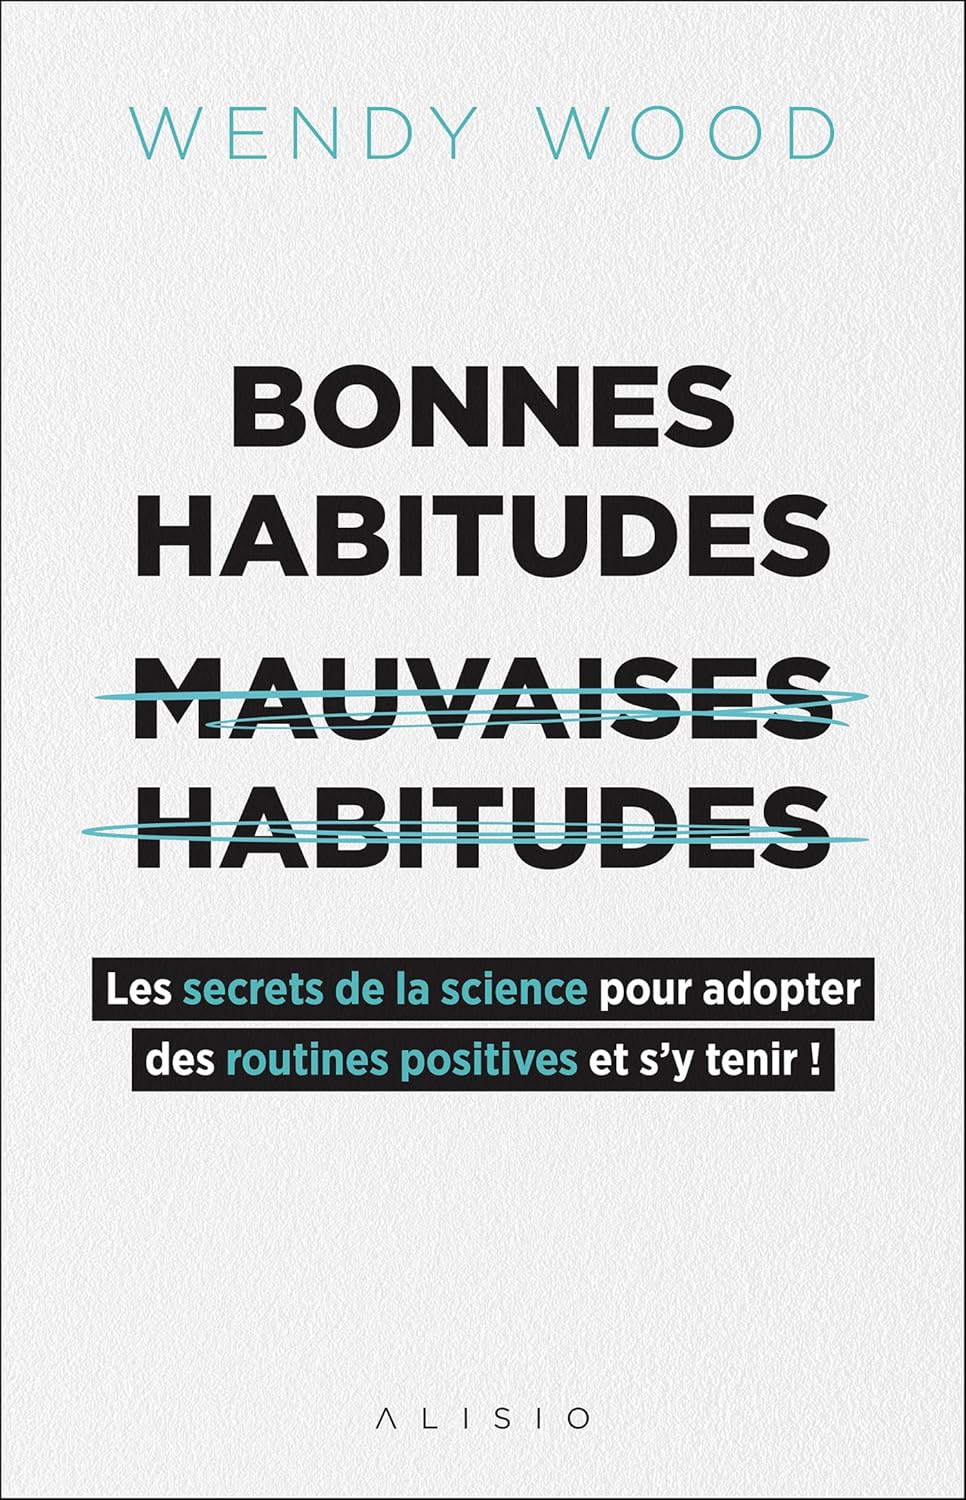 WENDY WOOD
BONNES
HABITUDES
MAUVAISES
HABITUDES
Les secrets de la science pour adopter
des routines positives et s'y tenir !
ALISIO